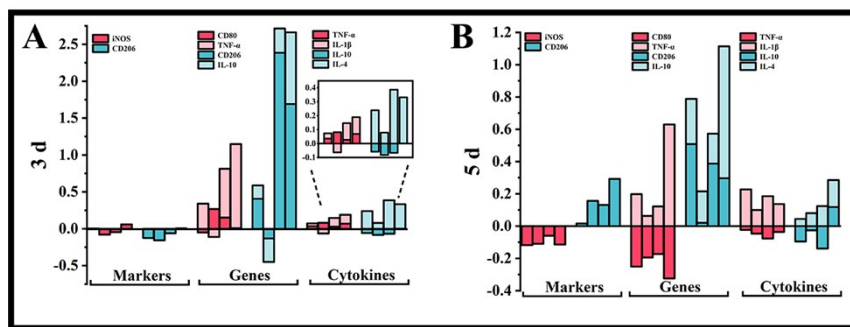 A
3 d
2.5
2.0
1.5
1.0
0.5
0.0
-0.5
iNOS
CD206
CD80
TNF-α
CD206
IL-10
TNF-α
IL-1β
IL-10
IL-4
0.4
0.3
0.2
0.1
0.0
-0.1
Markers
Genes
Cytokines
B
5 d
1.2
1.0
0.8
0.6
0.4
0.2
0.0
-0.2
-0.4
iNOS
CD206
CD80
TNF-α
CD206
IL-10
TNF-α
IL-1β
IL-10
IL-4
Markers
Genes
Cytokines